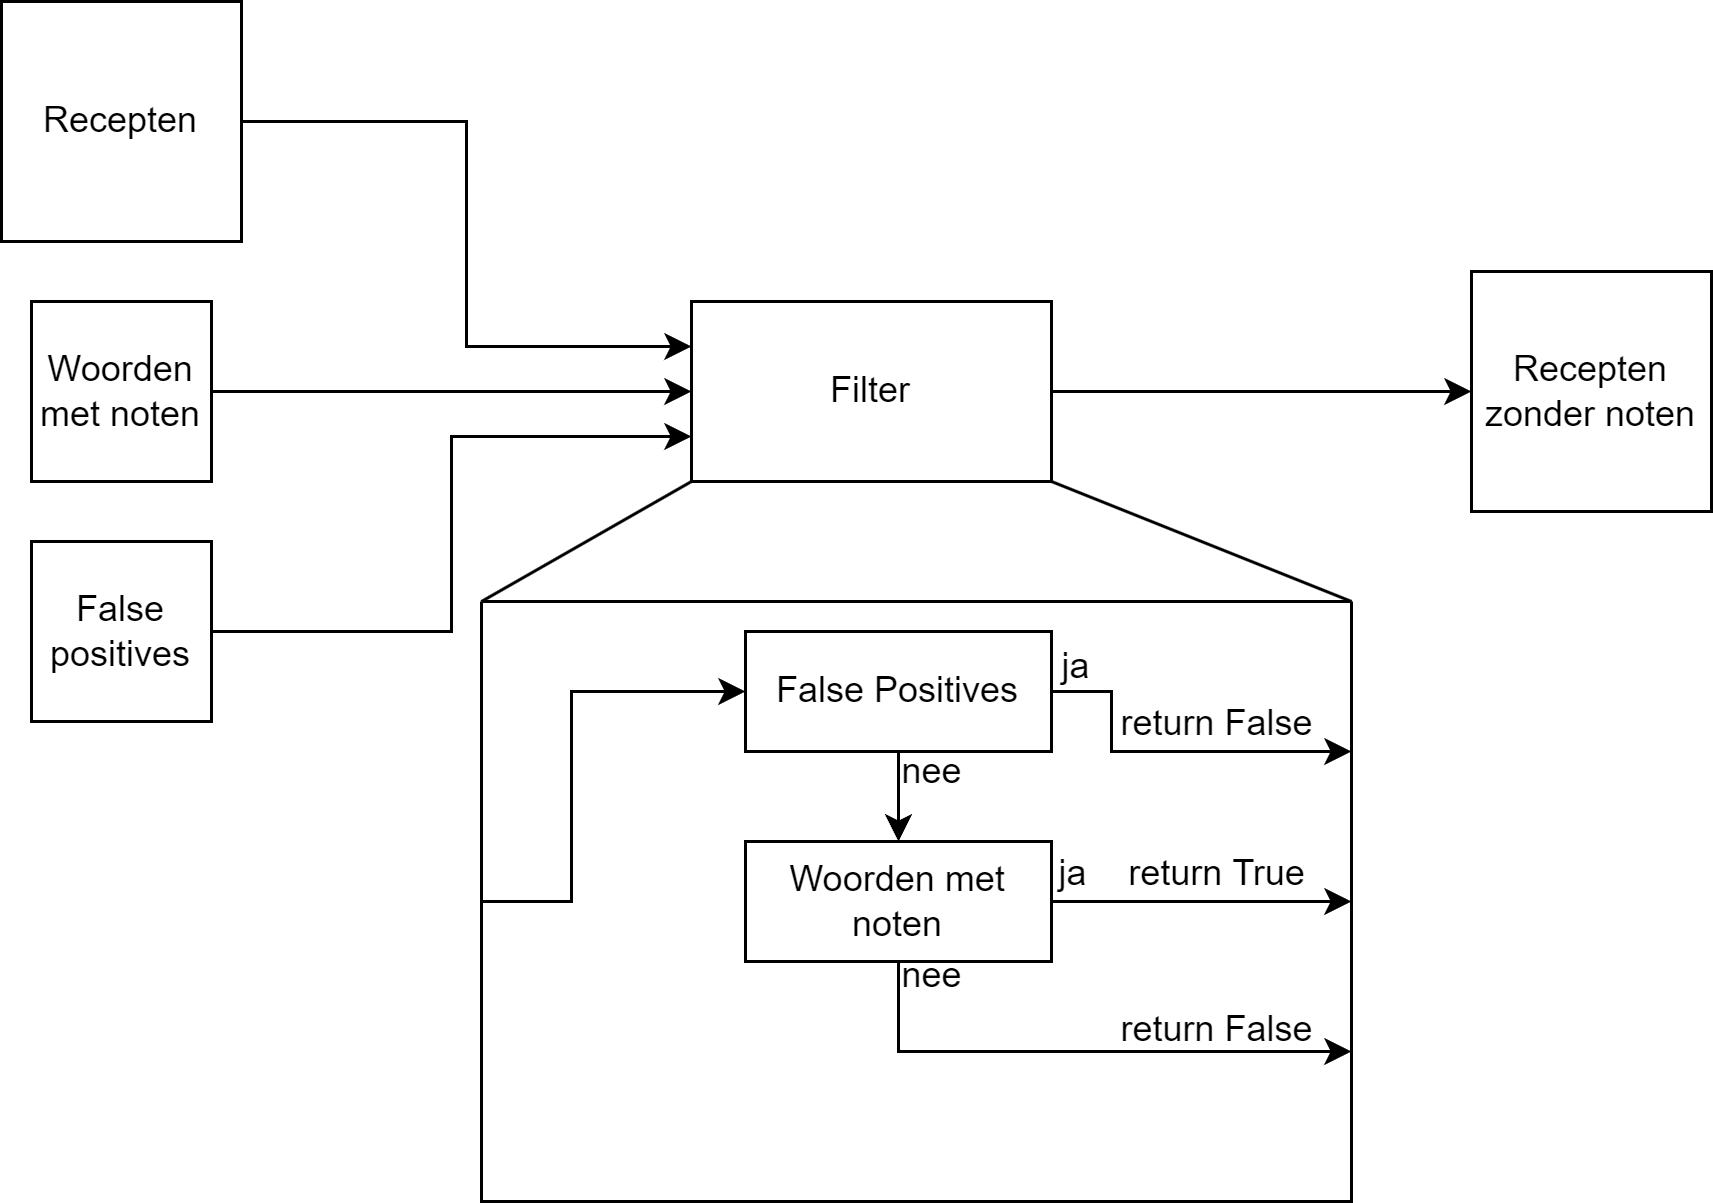 Recepten
Woorden
met noten
False
positives
Filter
Recepten
zonder noten
False Positives
ja
return False
nee
Woorden met
noten
ja
return True
nee
return False